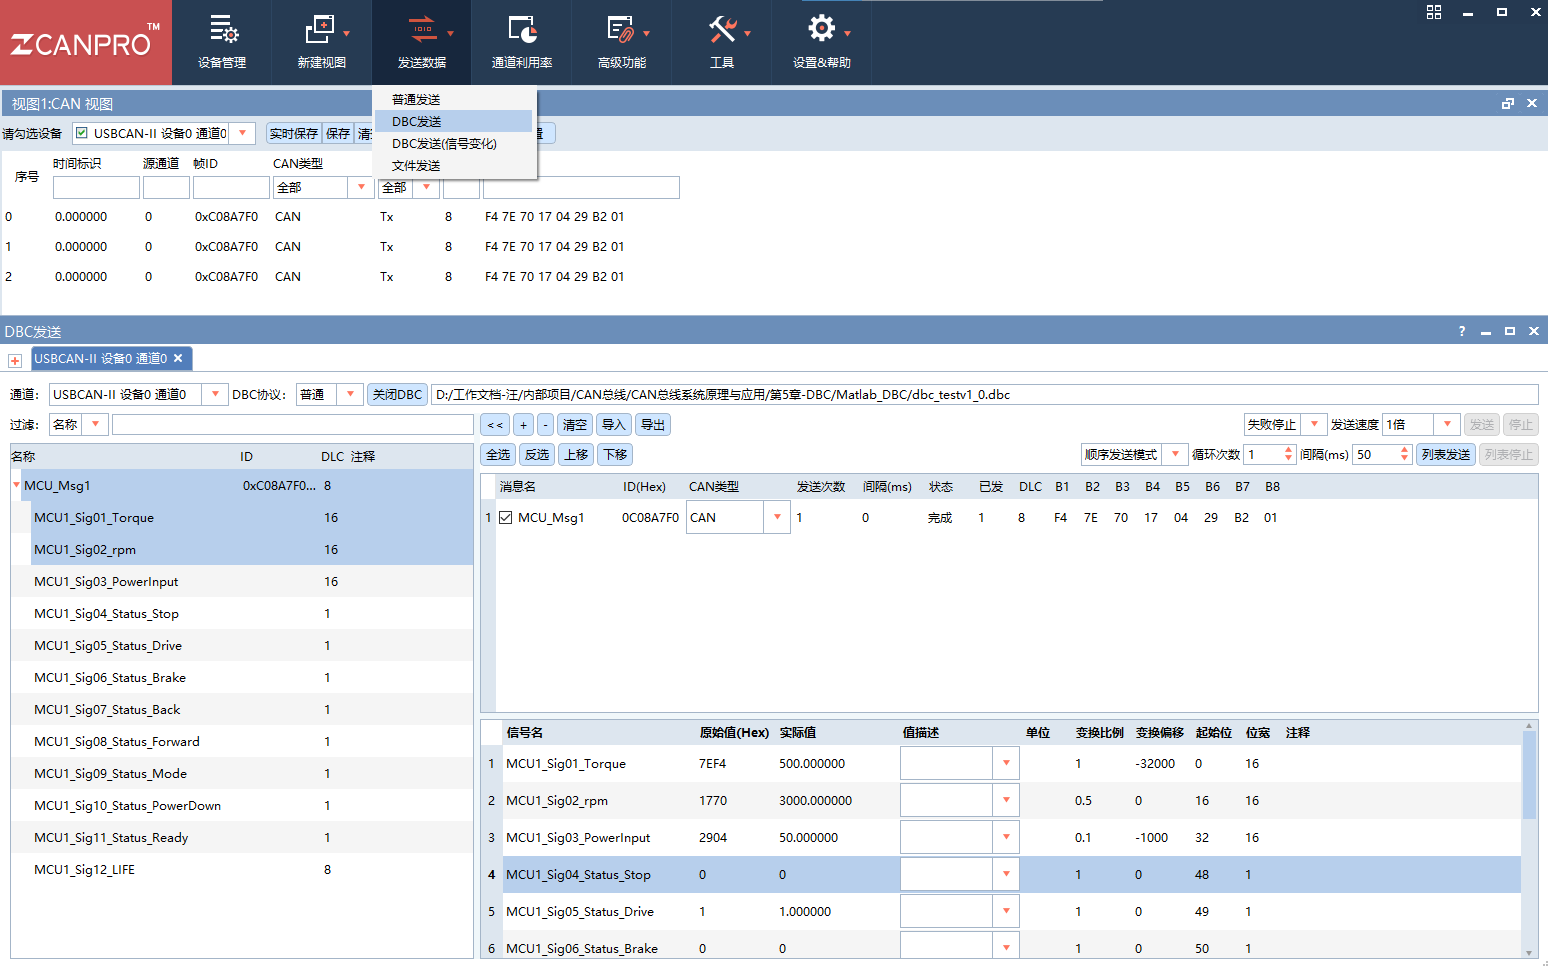 ZCANPRO™
设备管理
新建视图
发送数据
通道利用率
高级功能
工具
设置&帮助
视图1:CAN 视图
普通发送
DBC发送
DBC发送(信号变化)
文件发送
请勾选设备 USBCAN-II 设备0 通道0 实时保存 保存 清
序号 时间标识 源通道 帧ID CAN类型
全部 全部
0 0.000000 0 0xC08A7F0 CAN Tx 8 F4 7E 70 17 04 29 B2 01
1 0.000000 0 0xC08A7F0 CAN Tx 8 F4 7E 70 17 04 29 B2 01
2 0.000000 0 0xC08A7F0 CAN Tx 8 F4 7E 70 17 04 29 B2 01
DBC发送 ?
USBCAN-II 设备0 通道0
通道: USBCAN-II 设备0 通道0 DBC协议: 普通 关闭DBC D:/工作文档-汪/内部项目/CAN总线/CAN总线系统原理与应用/第5章-DBC/Matlab_DBC/dbc_testv1_0.dbc
过滤: 名称 << + - 清空 导入 导出 失败停止 发送速度 1倍 发送 停止
全选 反选 上移 下移 顺序发送模式 循环次数 1 间隔(ms) 50 列表发送 列表停止
名称 ID DLC 注释
MCU_Msg1 0xC08A7F0... 8
MCU1_Sig01_Torque 16
MCU1_Sig02_rpm 16
MCU1_Sig03_PowerInput 16
MCU1_Sig04_Status_Stop 1
MCU1_Sig05_Status_Drive 1
MCU1_Sig06_Status_Brake 1
MCU1_Sig07_Status_Back 1
MCU1_Sig08_Status_Forward 1
MCU1_Sig09_Status_Mode 1
MCU1_Sig10_Status_PowerDown 1
MCU1_Sig11_Status_Ready 1
MCU1_Sig12_LIFE 8
消息名 ID(Hex) CAN类型 发送次数 间隔(ms) 状态 已发 DLC B1 B2 B3 B4 B5 B6 B7 B8
1 MCU_Msg1 0C08A7F0 CAN 1 0 完成 1 8 F4 7E 70 17 04 29 B2 01
信号名 原始值(Hex) 实际值 值描述 单位 变换比例 变换偏移 起始位 位宽 注释
1 MCU1_Sig01_Torque 7EF4 500.000000 1 -32000 0 16
2 MCU1_Sig02_rpm 1770 3000.000000 0.5 0 16 16
3 MCU1_Sig03_PowerInput 2904 50.000000 0.1 -1000 32 16
4 MCU1_Sig04_Status_Stop 0 0 1 0 48 1
5 MCU1_Sig05_Status_Drive 1 1.000000 1 0 49 1
6 MCU1_Sig06_Status_Brake 0 0 1 0 50 1